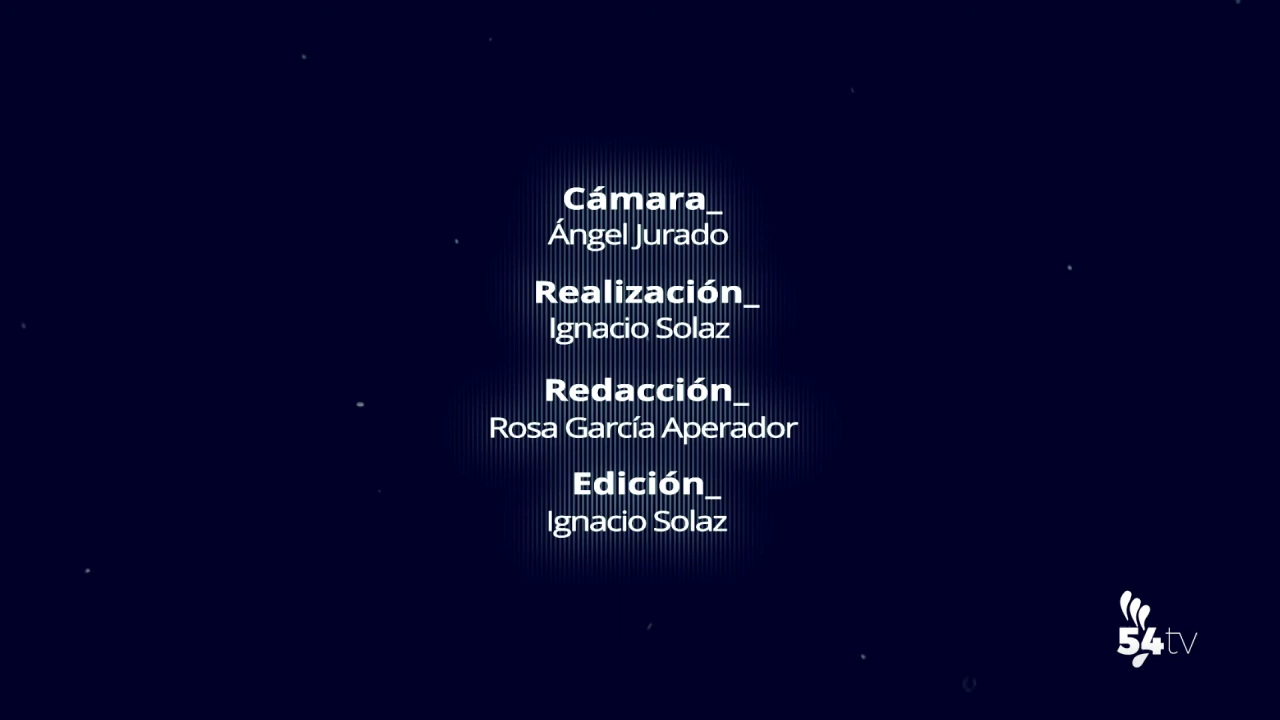 Cámara_
Ángel Jurado
Realización_
Ignacio Solaz
Redacción_
Rosa García Aperador
Edición_
Ignacio Solaz
54tv